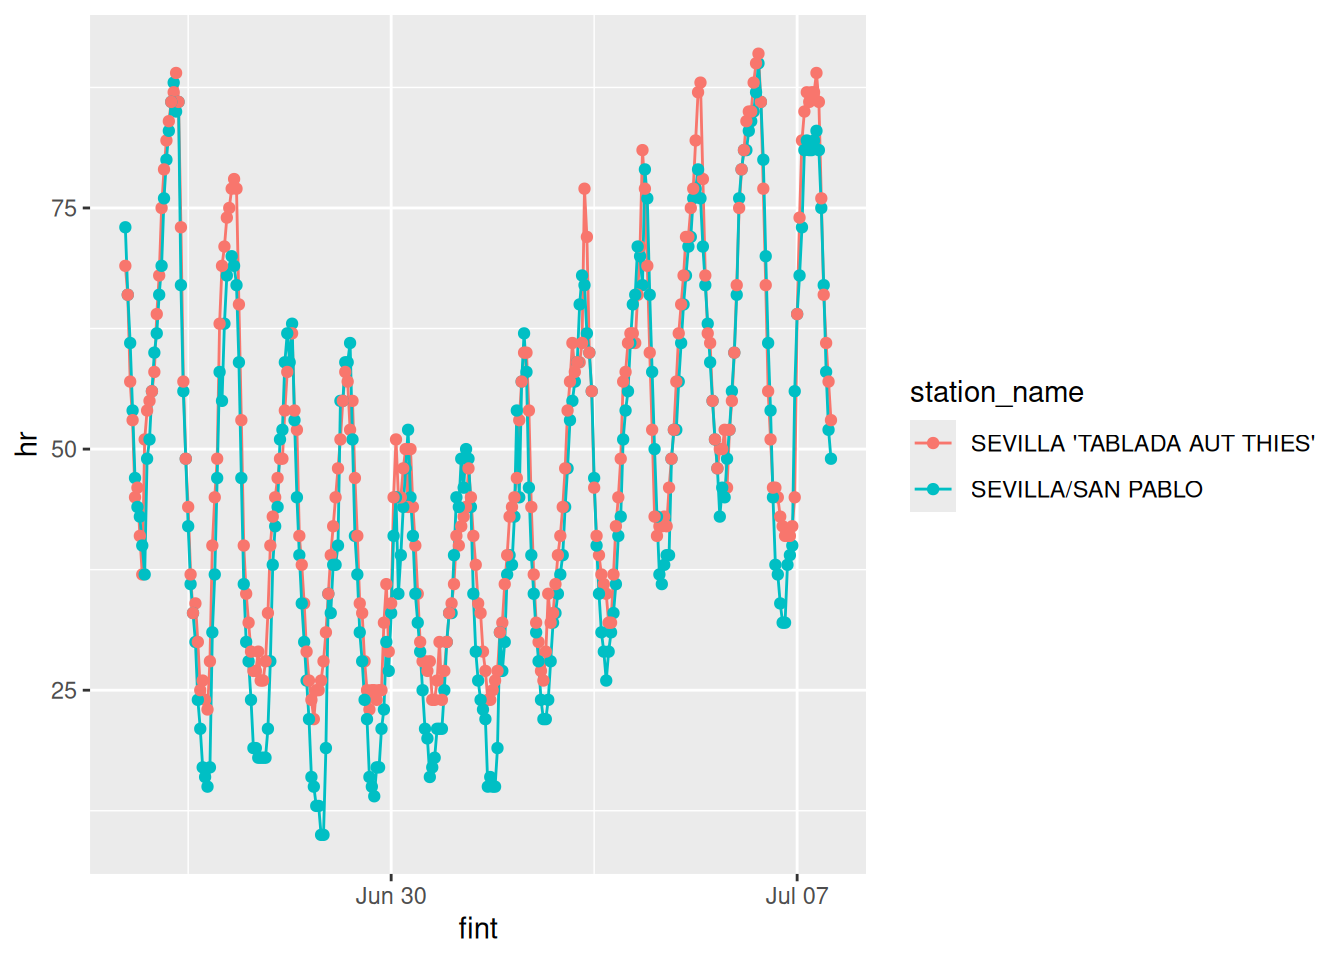 75
50
25
hr
Jun 30
Jul 07
fint
station_name
SEVILLA 'TABLADA AUT THIES'
SEVILLA/SAN PABLO